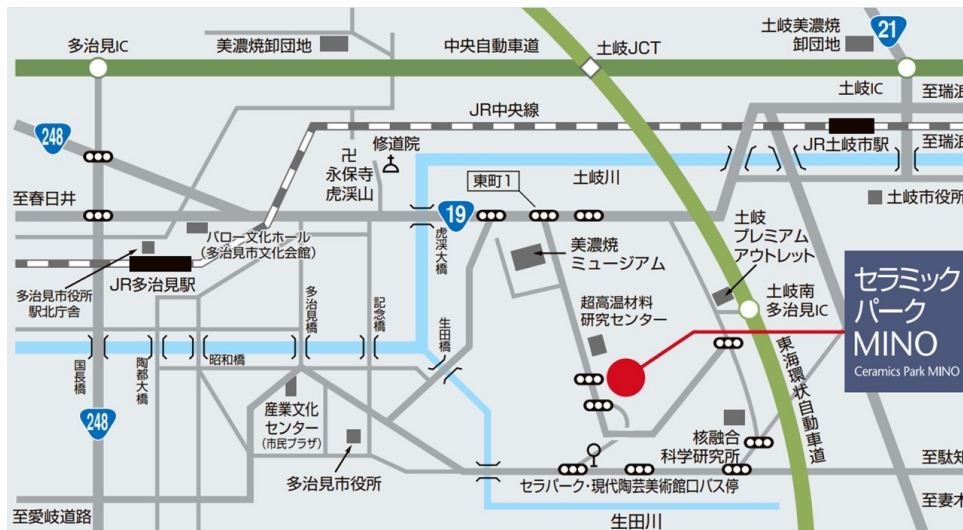 多治見IC
美濃焼卸団地
中央自動車道
土岐JCT
土岐美濃焼
卸団地
21
土岐IC
至瑞浪
JR中央線
248
修道院
卍
永保寺
虎渓山
JR土岐市駅
至瑞浪
至春日井
東町1
土岐川
19
土岐市役所
バロー文化ホール
(多治見市文化会館)
虎渓大橋
美濃焼
ミュージアム
土岐
プレミアム
アウトレット
セラミック
パーク
MINO
Ceramics Park MINO
多治見市役所
駅北庁舎
JR多治見駅
多治見橋
記念橋
生田橋
超高温材料
研究センター
土岐南
多治見IC
国長橋
陶都大橋
昭和橋
東海環状自動車道
248
産業文化
センター
(市民プラザ)
核融合
科学研究所
多治見市役所
セラパーク・現代陶芸美術館口バス停
至駄知
至妻木
至愛岐道路
生田川